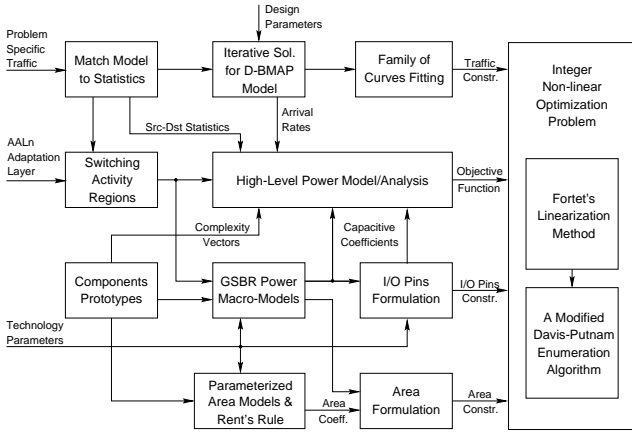 Design
Parameters
Problem
Specific
Traffic
Match Model
to Statistics
Iterative Sol.
for D-BMAP
Model
Family of
Curves Fitting
Traffic
Constr.
Integer
Non-linear
Optimization
Problem
Arrival
Rates
Src-Dst Statistics
AALn
Adaptation
Layer
Switching
Activity
Regions
High-Level Power Model/Analysis
Objective
Function
Fortet's
Linearization
Method
Complexity
Vectors
Capacitive
Coefficients
Components
Prototypes
GSBR Power
Macro-Models
I/O Pins
Formulation
I/O Pins
Constr.
A Modified
Davis-Putnam
Enumeration
Algorithm
Technology
Parameters
Parameterized
Area Models &
Rent's Rule
Area
Coeff.
Area
Formulation
Area
Constr.